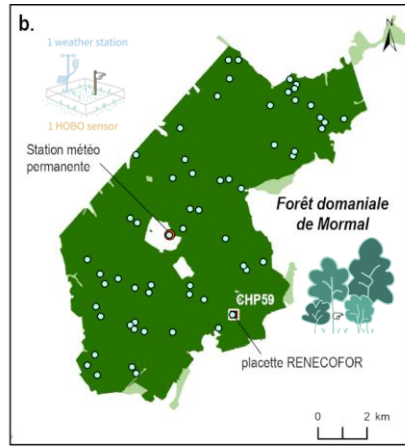 b.
1 weather station
N
1 HOBO sensor
Station météo
permanente
Forêt domaniale
de Mormal
CHP59
placette RENECOFOR
0 2 km